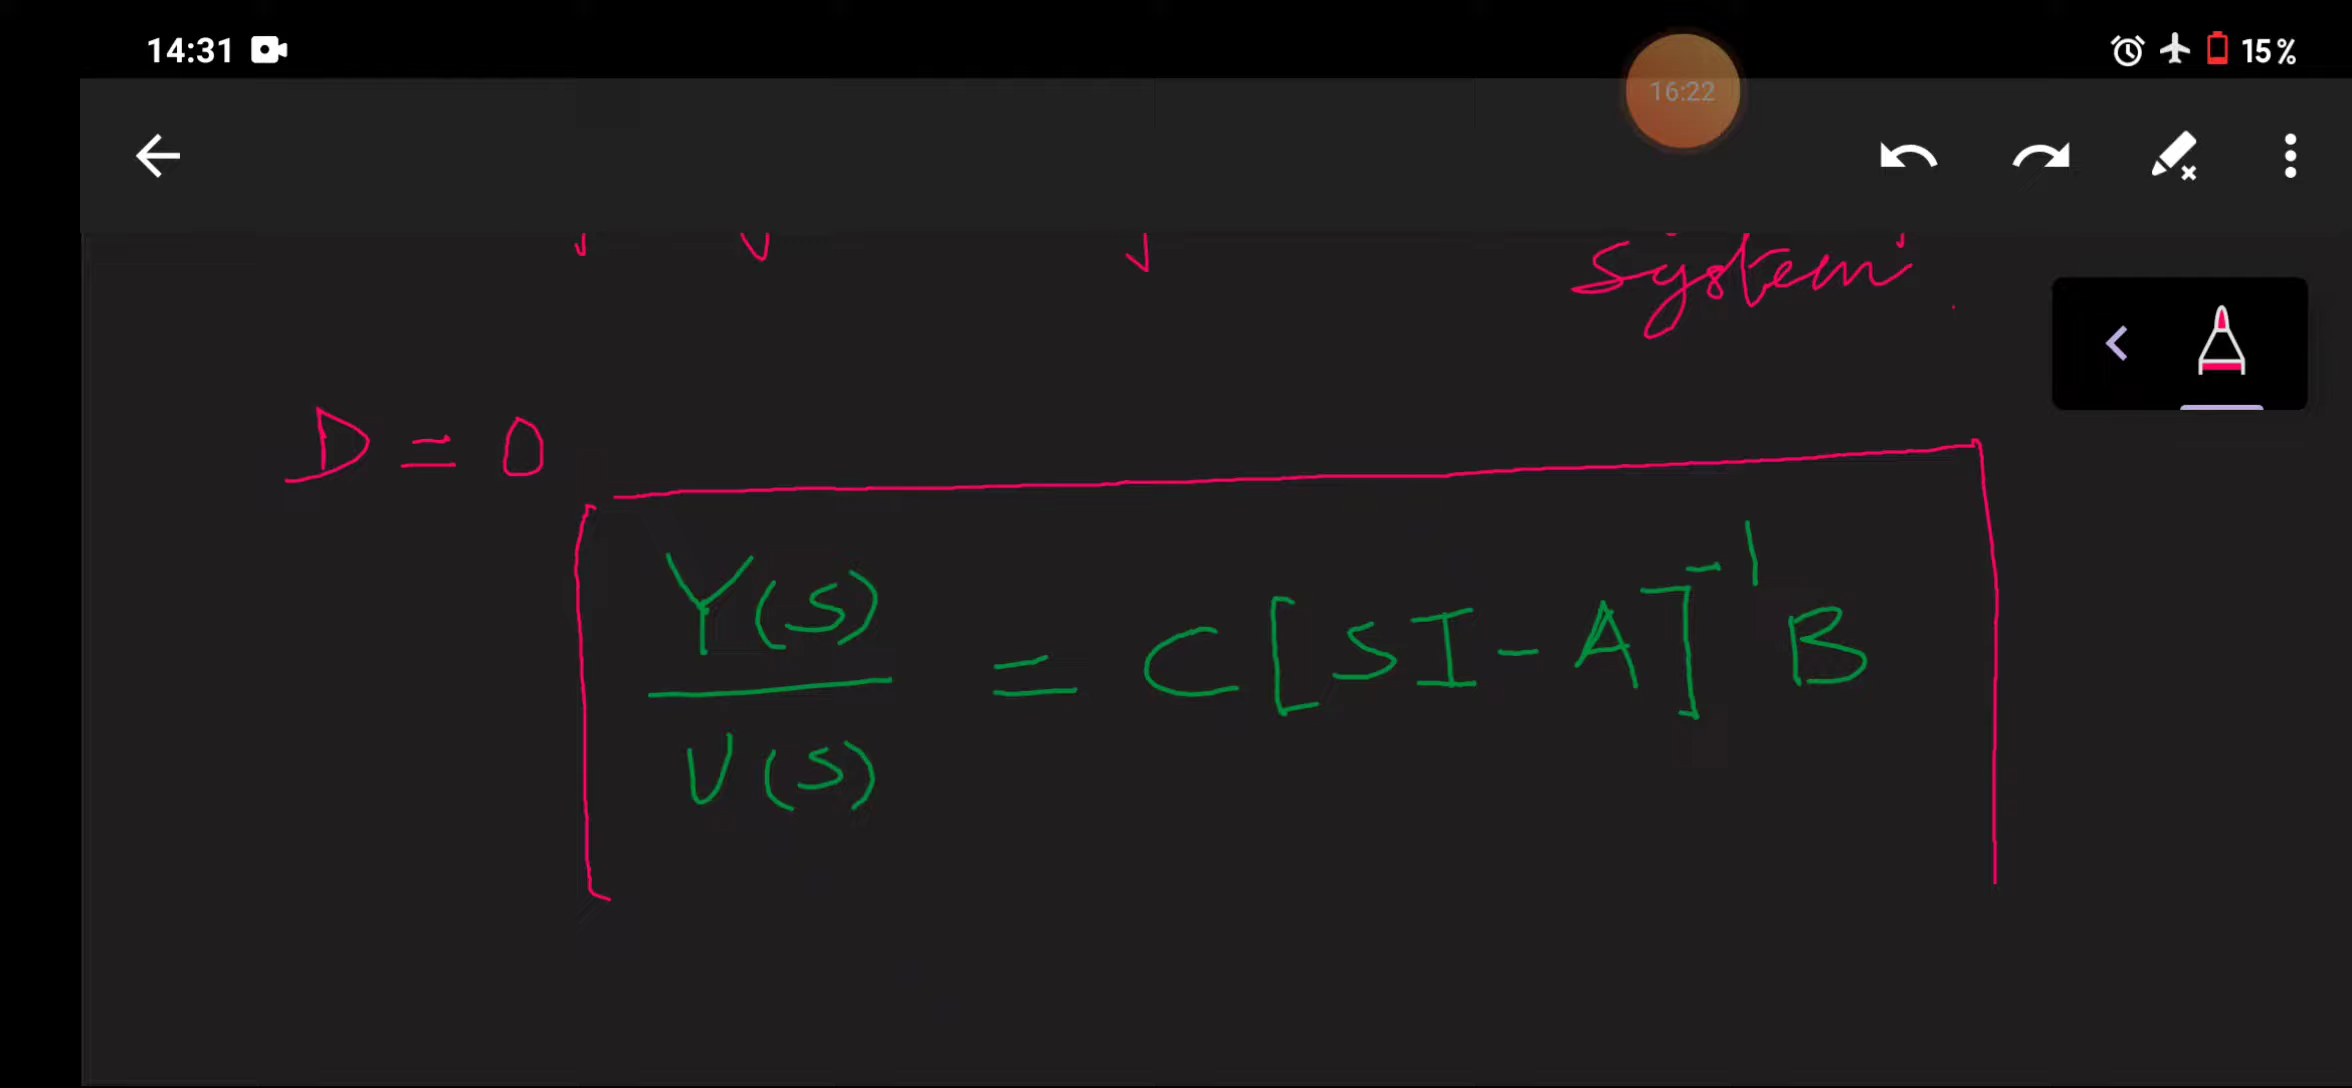 14:31
15%
16:22
system
D = 0
Y(S)
= C[SI-A]⁻¹ B
U(S)